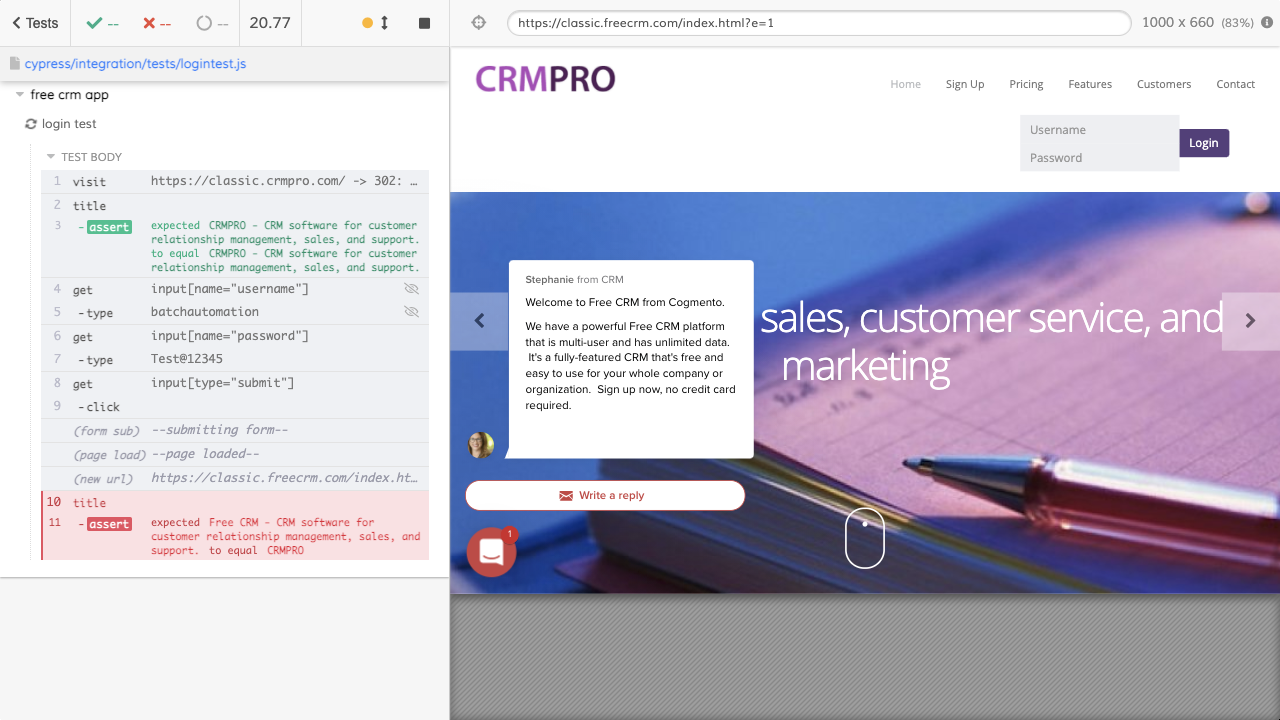 Tests
--
--
--
20.77
https://classic.freecrm.com/index.html?e=1
1000 x 660 (83%)
cypress/integration/tests/logintest.js
free crm app
login test
TEST BODY
1 visit https://classic.crmpro.com/ -> 302: …
2 title
3 - assert expected CRMPRO - CRM software for customer
relationship management, sales, and support.
to equal CRMPRO - CRM software for customer
relationship management, sales, and support.
4 get input[name="username"]
5 - type batchautomation
6 get input[name="password"]
7 - type Test@12345
8 get input[type="submit"]
9 - click
(form sub) --submitting form--
(page load) --page loaded--
(new url) https://classic.freecrm.com/index.ht…
10 title
11 - assert expected Free CRM - CRM software for
customer relationship management, sales, and
support. to equal CRMPRO
CRMPRO
Home Sign Up Pricing Features Customers Contact
Username
Password
Login
Stephanie from CRM
Welcome to Free CRM from Cogmento.
We have a powerful Free CRM platform
that is multi-user and has unlimited data.
It's a fully-featured CRM that's free and
easy to use for your whole company or
organization. Sign up now, no credit card
required.
sales, customer service, and
marketing
Write a reply
1